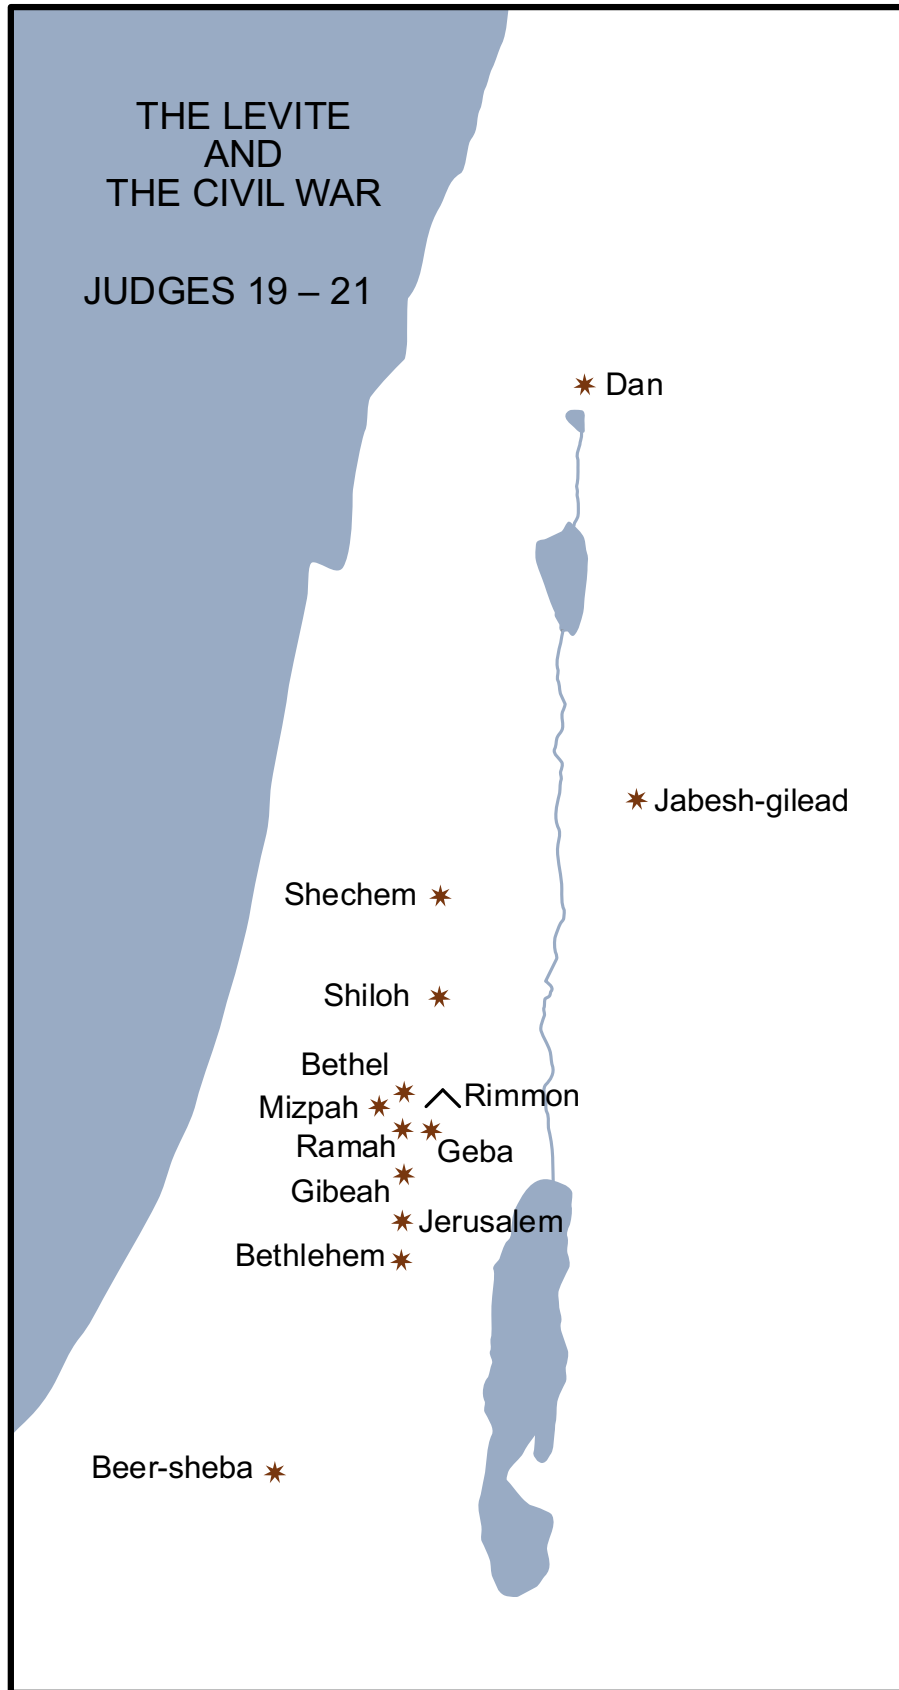 THE LEVITE
AND
THE CIVIL WAR
JUDGES 19 – 21
Dan
Jabesh-gilead
Shechem
Shiloh
Bethel
Rimmon
Mizpah
Ramah
Geba
Gibeah
Jerusalem
Bethlehem
Beer-sheba